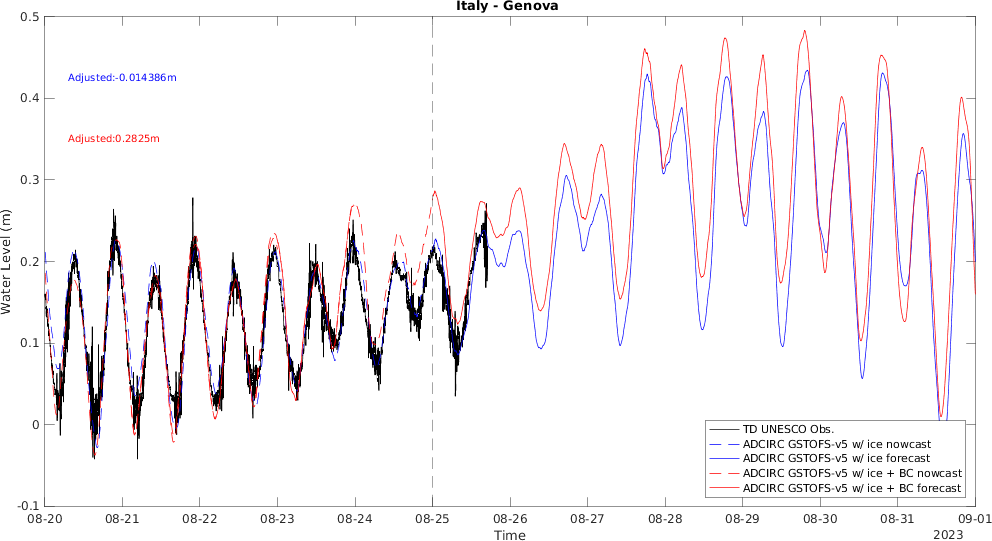 Italy - Genova
0.5
0.4
0.3
0.2
0.1
0
-0.1
Water Level (m)
Adjusted:-0.014386m
Adjusted:0.2825m
TD UNESCO Obs.
ADCIRC GSTOFS-v5 w/ ice nowcast
ADCIRC GSTOFS-v5 w/ ice forecast
ADCIRC GSTOFS-v5 w/ ice + BC nowcast
ADCIRC GSTOFS-v5 w/ ice + BC forecast
08-20 08-21 08-22 08-23 08-24 08-25 08-26 08-27 08-28 08-29 08-30 08-31 09-01
Time
2023